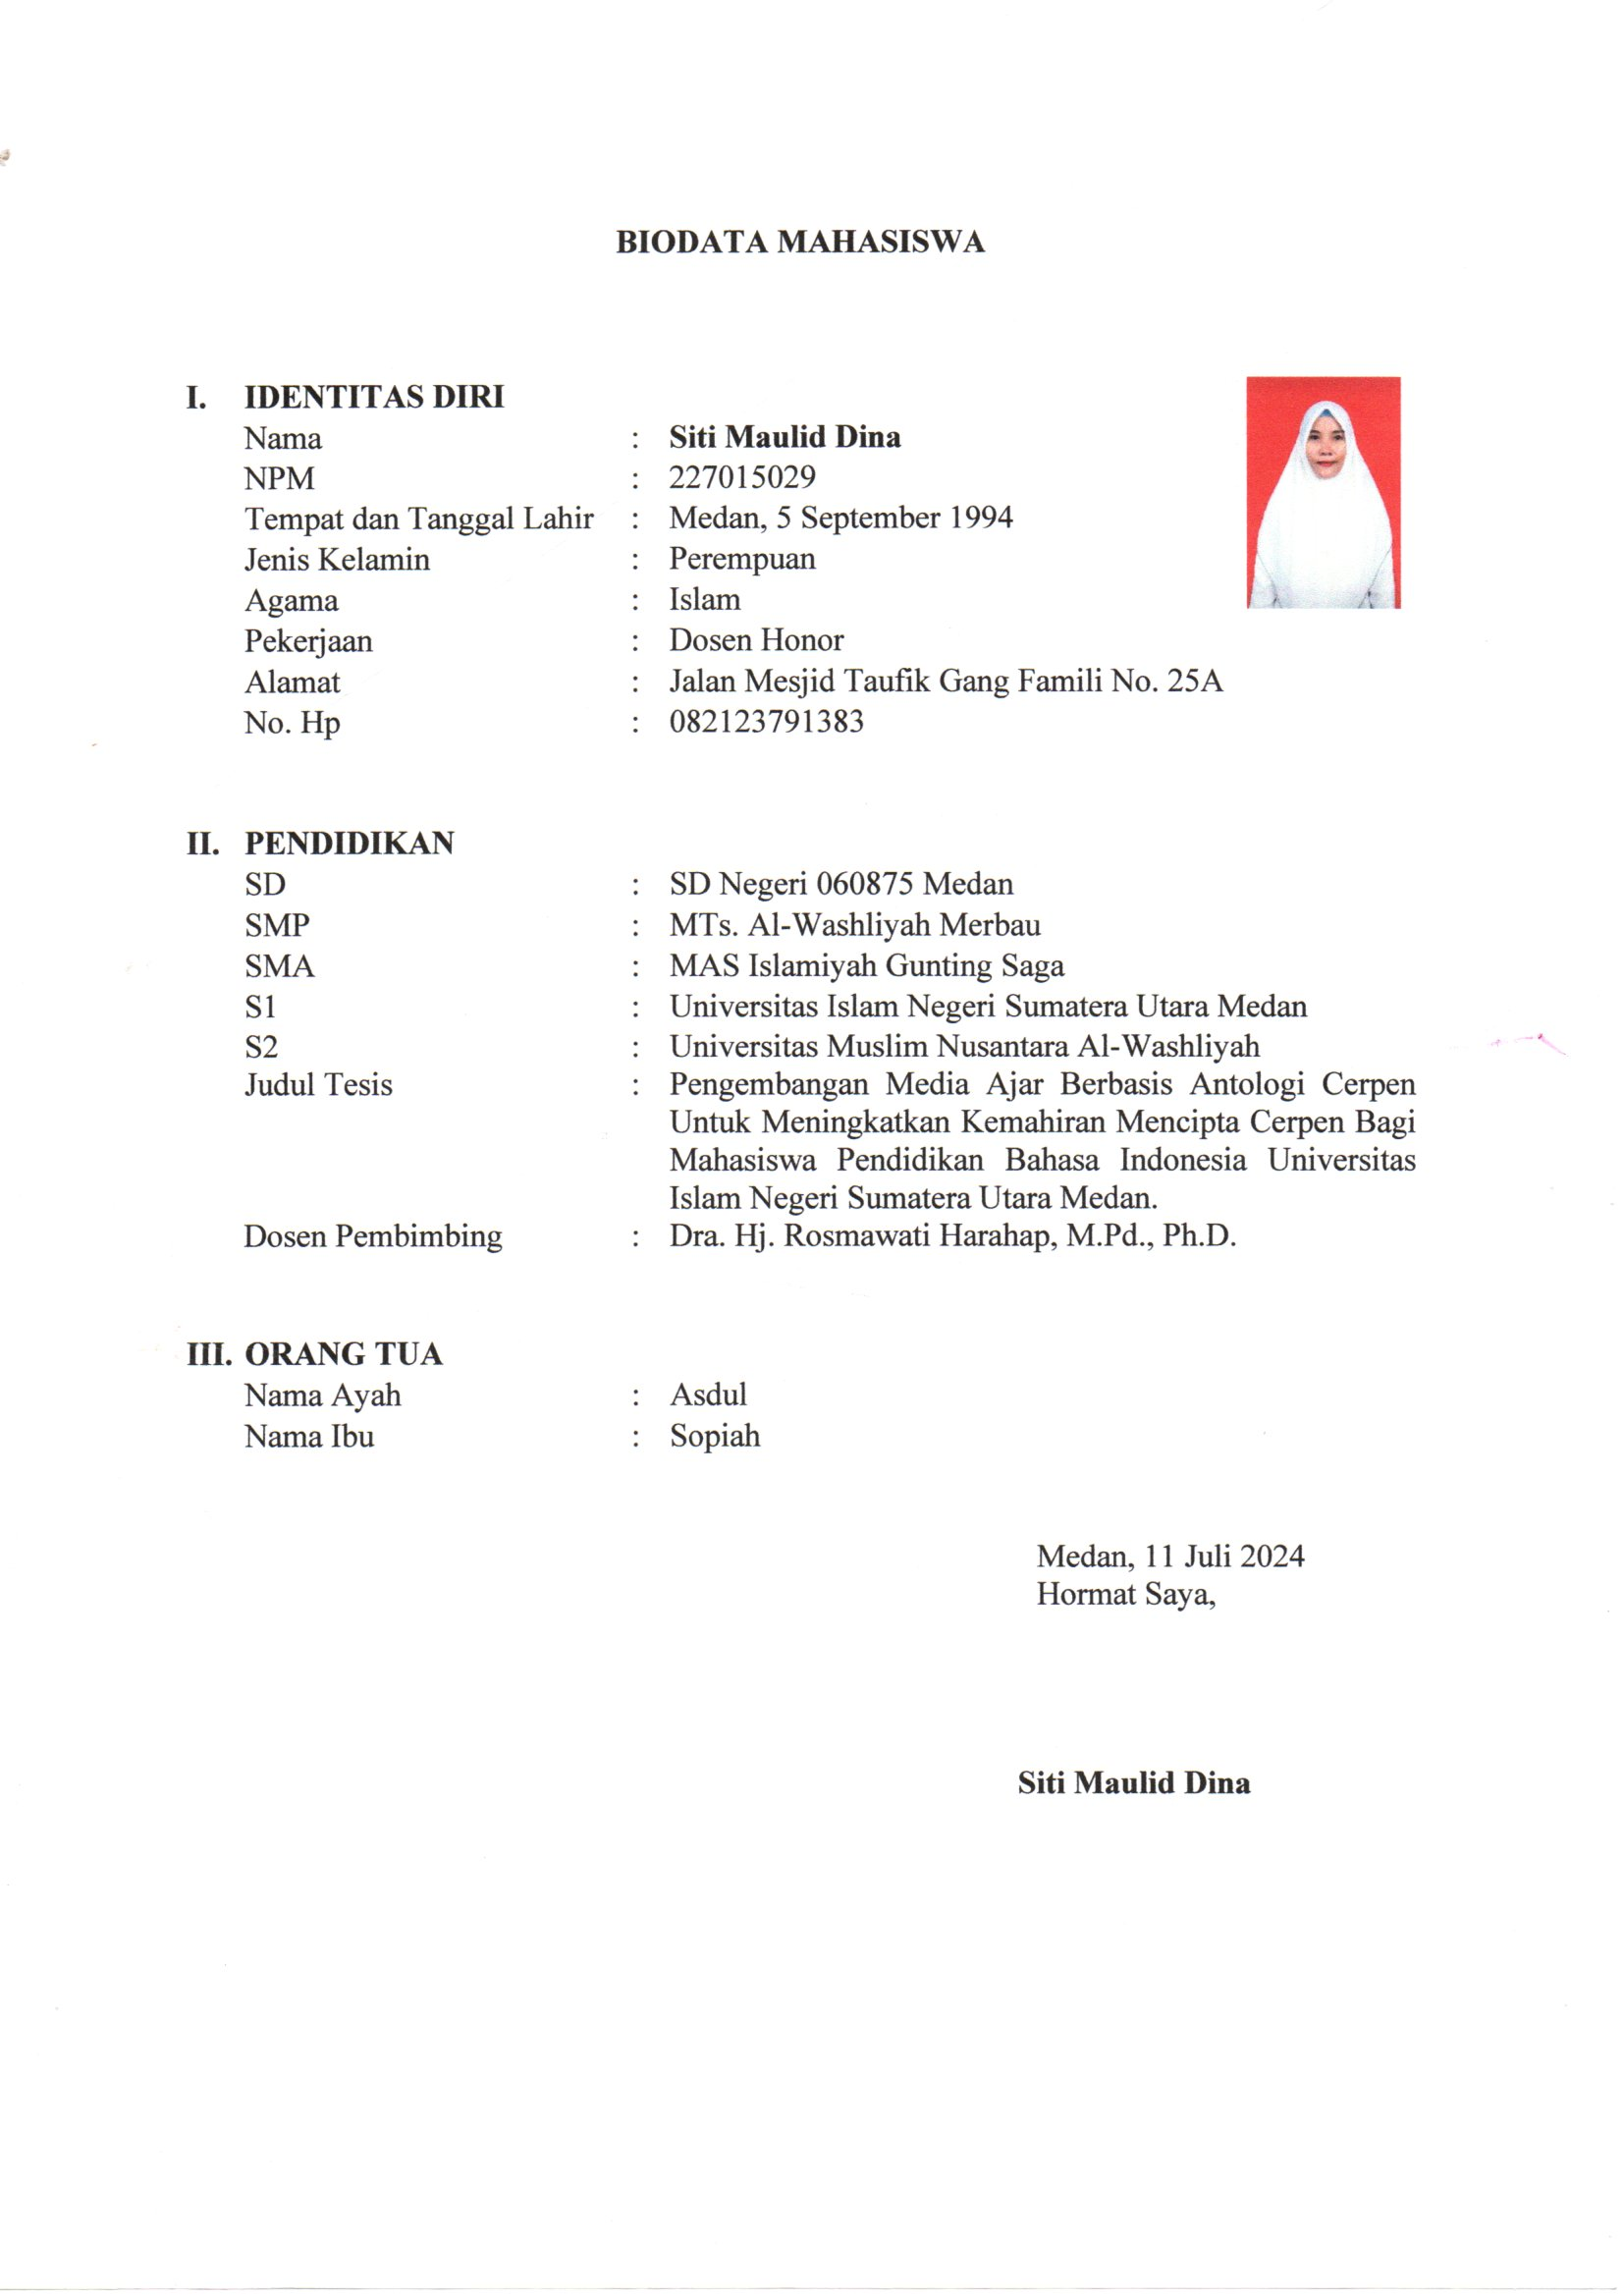 BIODATA MAHASISWA
I. IDENTITAS DIRI
Nama : Siti Maulid Dina
NPM : 227015029
Tempat dan Tanggal Lahir : Medan, 5 September 1994
Jenis Kelamin : Perempuan
Agama : Islam
Pekerjaan : Dosen Honor
Alamat : Jalan Mesjid Taufik Gang Famili No. 25A
No. Hp : 082123791383
II. PENDIDIKAN
SD : SD Negeri 060875 Medan
SMP : MTs. Al-Washliyah Merbau
SMA : MAS Islamiyah Gunting Saga
S1 : Universitas Islam Negeri Sumatera Utara Medan
S2 : Universitas Muslim Nusantara Al-Washliyah
Judul Tesis : Pengembangan Media Ajar Berbasis Antologi Cerpen
Untuk Meningkatkan Kemahiran Mencipta Cerpen Bagi
Mahasiswa Pendidikan Bahasa Indonesia Universitas
Islam Negeri Sumatera Utara Medan.
Dosen Pembimbing : Dra. Hj. Rosmawati Harahap, M.Pd., Ph.D.
III. ORANG TUA
Nama Ayah : Asdul
Nama Ibu : Sopiah
Medan, 11 Juli 2024
Hormat Saya,
Siti Maulid Dina